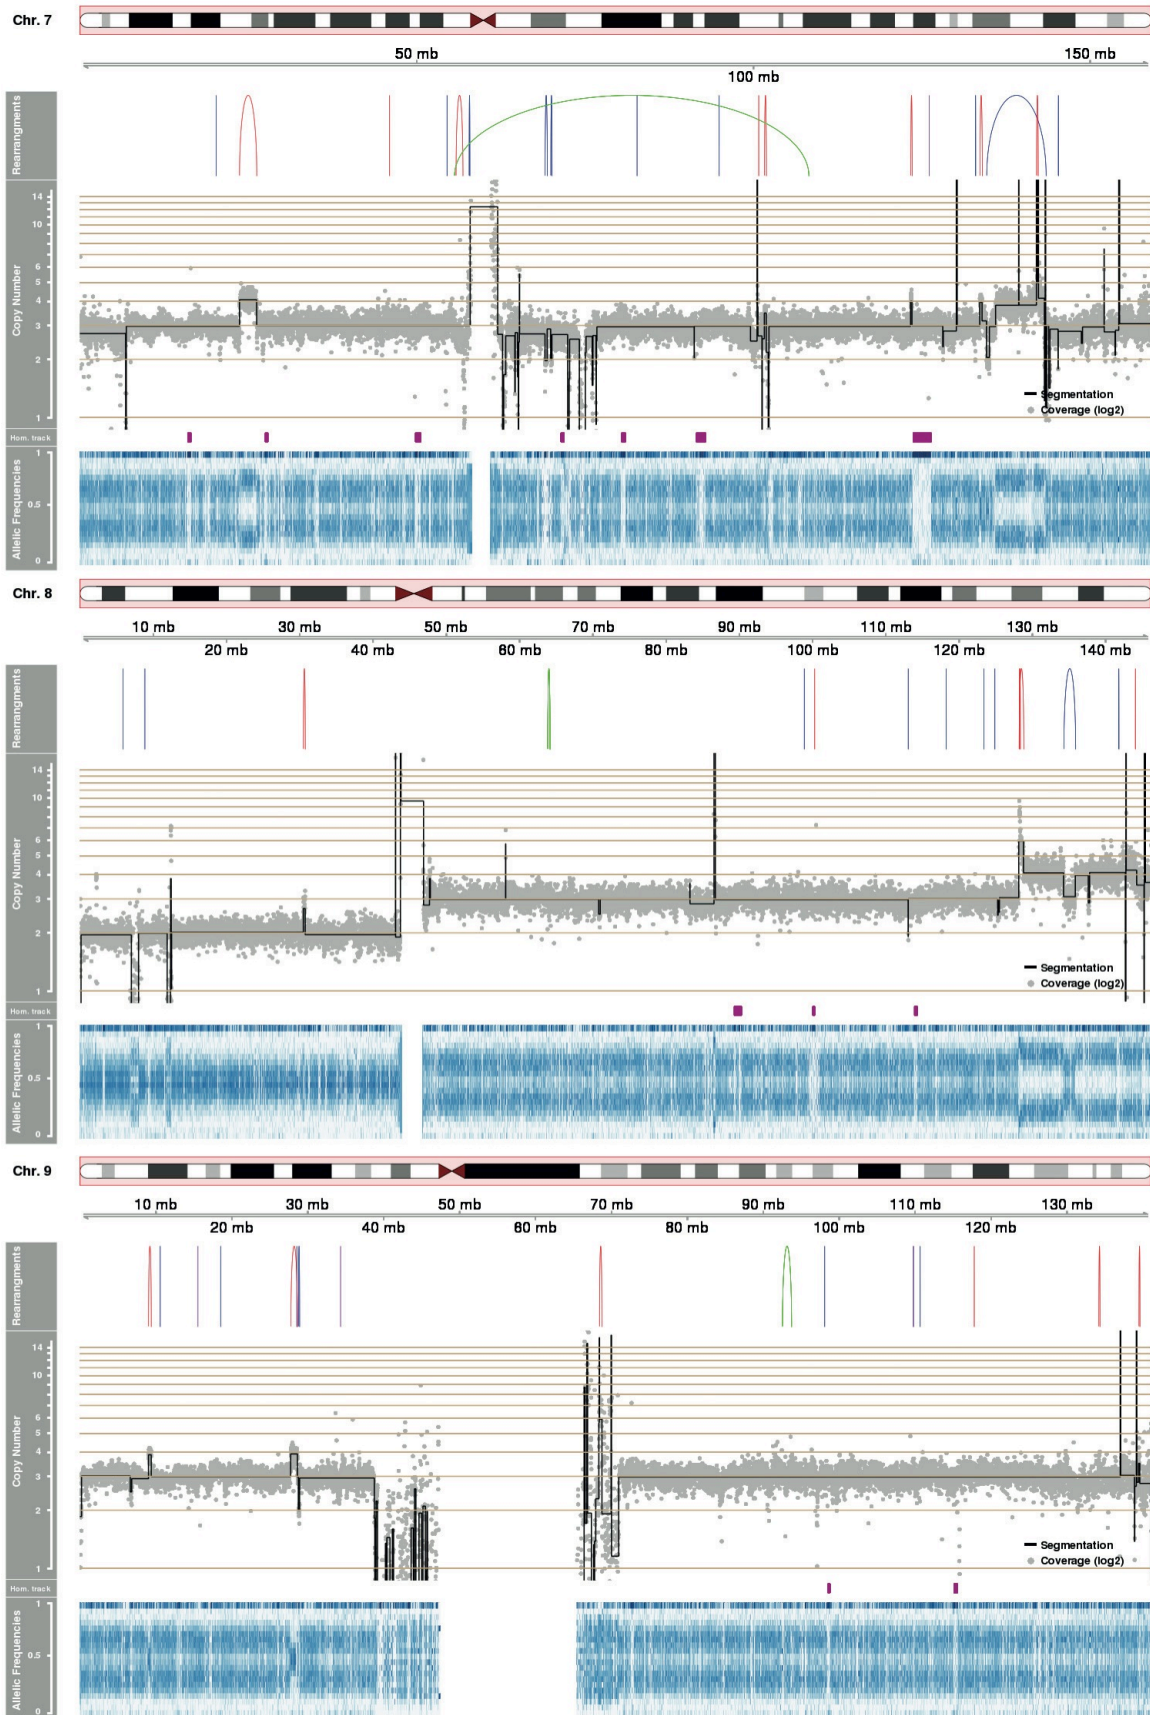 Chr. 7
50 mb
150 mb
100 mb
Rearrangments
Copy Number
14
10
6
5
4
3
2
1
Segmentation
Coverage (log2)
Hom. track
Allelic Frequencies
1
0.5
0
Chr. 8
10 mb
30 mb
50 mb
70 mb
90 mb
110 mb
130 mb
20 mb
40 mb
60 mb
80 mb
100 mb
120 mb
140 mb
Rearrangments
Copy Number
14
10
6
5
4
3
2
1
Segmentation
Coverage (log2)
Hom. track
Allelic Frequencies
1
0.5
0
Chr. 9
10 mb
30 mb
50 mb
70 mb
90 mb
110 mb
130 mb
20 mb
40 mb
60 mb
80 mb
100 mb
120 mb
Rearrangments
Copy Number
14
10
6
5
4
3
2
1
Segmentation
Coverage (log2)
Hom. track
Allelic Frequencies
1
0.5
0